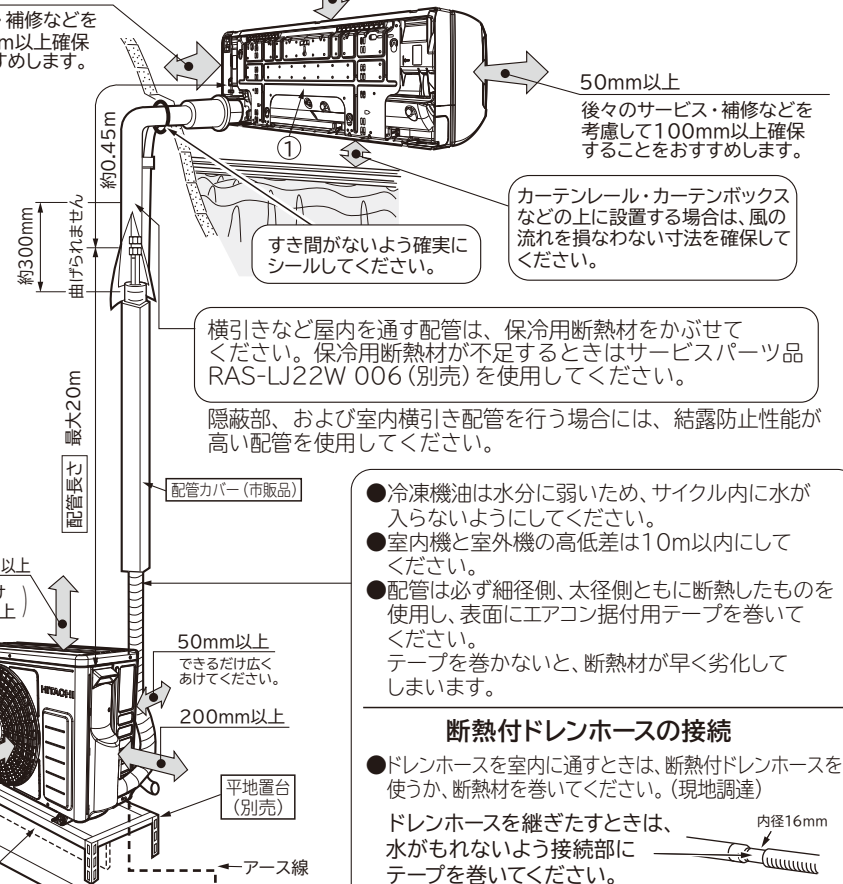 ・補修などを
m以上確保
すめします。
50mm以上
後々のサービス・補修などを
考慮して100mm以上確保
することをおすすめします。
①
約0.45m
カーテンレール・カーテンボックス
などの上に設置する場合は、風の
流れを損なわない寸法を確保して
ください。
すき間がないよう確実に
シールしてください。
約300mm
曲げられません
横引きなど屋内を通す配管は、保冷用断熱材をかぶせて
ください。保冷用断熱材が不足するときはサービスパーツ品
RAS-LJ22W 006(別売)を使用してください。
隠蔽部、および室内横引き配管を行う場合には、結露防止性能が
高い配管を使用してください。
配管長さ 最大20m
配管カバー(市販品)
●冷凍機油は水分に弱いため、サイクル内に水が
入らないようにしてください。
●室内機と室外機の高低差は10m以内にして
ください。
●配管は必ず細径側、太径側ともに断熱したものを
使用し、表面にエアコン据付用テープを巻いて
ください。
テープを巻かないと、断熱材が早く劣化して
しまいます。
以上
け
上)
50mm以上
できるだけ広く
あけてください。
HITACHI
200mm以上
平地置台
(別売)
アース線
断熱付ドレンホースの接続
●ドレンホースを室内に通すときは、断熱付ドレンホースを
使うか、断熱材を巻いてください。(現地調達)
ドレンホースを継ぎたすときは、
水がもれないよう接続部に
テープを巻いてください。
内径16mm